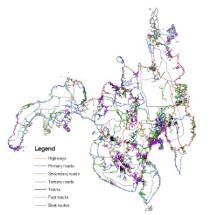 Legend
Highways
Primary roads
Secondary roads
Tertiary roads
Tracks
Foot tracks
Boat routes